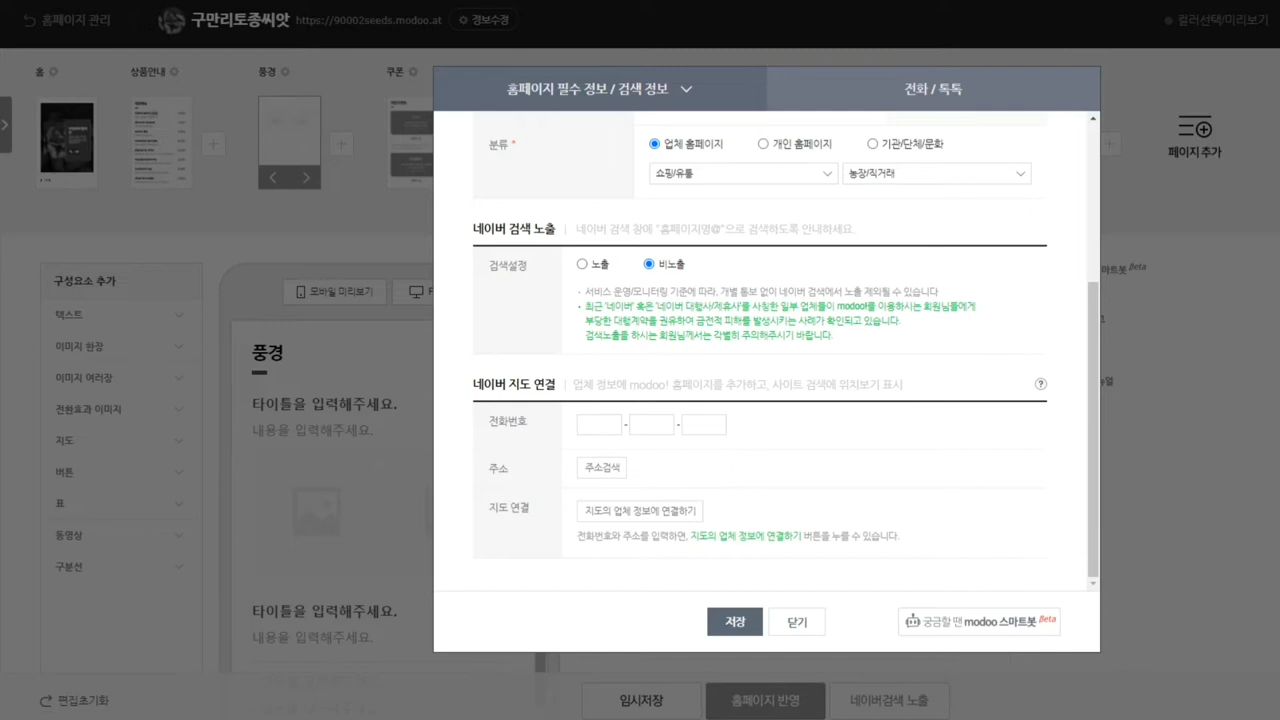 홈페이지 관리
구만리토종씨앗 https://90002seeds.modoo.at 정보수정
컬러선택/미리보기
홈 상품안내 풍경 쿠폰
페이지추가
홈페이지 필수 정보 / 검색 정보 전화 / 톡톡
분류 * 업체 홈페이지 개인 홈페이지 기관/단체/문화
쇼핑/유통 농장/직거래
네이버 검색 노출 네이버 검색 창에 "홈페이지명@"으로 검색하도록 안내하세요.
검색설정 노출 비노출
· 서비스 운영/모니터링 기준에 따라, 개별 통보 없이 네이버 검색에서 노출 제외될 수 있습니다
· 최근 '네이버' 혹은 '네이버 대행사/제휴사'를 사칭한 일부 업체들이 modoo!를 이용하시는 회원님들에게
부당한 대행계약을 권유하여 금전적 피해를 발생시키는 사례가 확인되고 있습니다.
검색노출을 하시는 회원님께서는 각별히 주의해주시기 바랍니다.
네이버 지도 연결 업체 정보에 modoo! 홈페이지를 추가하고, 사이트 검색에 위치보기 표시 ?
전화번호 - -
주소 주소검색
지도 연결 지도의 업체 정보에 연결하기
전화번호와 주소를 입력하면, 지도의 업체 정보에 연결하기 버튼을 누를 수 있습니다.
저장 닫기 궁금할 땐 modoo 스마트봇 Beta
구성요소 추가
텍스트
이미지 한장
이미지 여러장
전환효과 이미지
지도
버튼
표
동영상
구분선
모바일 미리보기
풍경
타이틀을 입력해주세요.
내용을 입력해주세요.
타이틀을 입력해주세요.
내용을 입력해주세요.
마트봇 Beta
편집초기화
임시저장 홈페이지 반영 네이버검색 노출